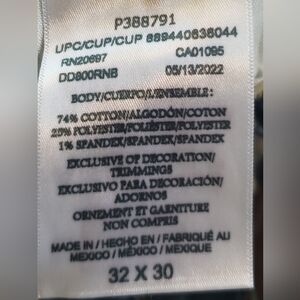 P388791
UPC/CUP/CUP 889440636044
RN20697 CA01095
DD800RNB 05/13/2022
BODY/CUERPO/L'ENSEMBLE:
74% COTTON/ALGODÓN/COTON
25% POLYESTER/POLIÉSTER/POLYESTER
1% SPANDEX/SPANDEX/SPANDEX
EXCLUSIVE OF DECORATION/
TRIMMINGS
EXCLUSIVO PARA DECORACIÓN/
ADORNOS
ORNEMENT ET GARNITURE
NON COMPRIS
MADE IN / HECHO EN / FABRIQUÉ AU
MEXICO / MÉXICO / MEXIQUE
32 X 30